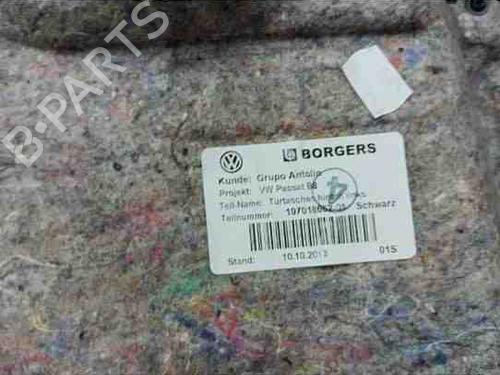 BORGERS
Kunde: Grupo Antolin
Projekt: VW Passat B8
Teil-Name: Türtaschen
Teilnummer: Schwarz
4
Stand: 10.10.2013 01S
B-PARTS